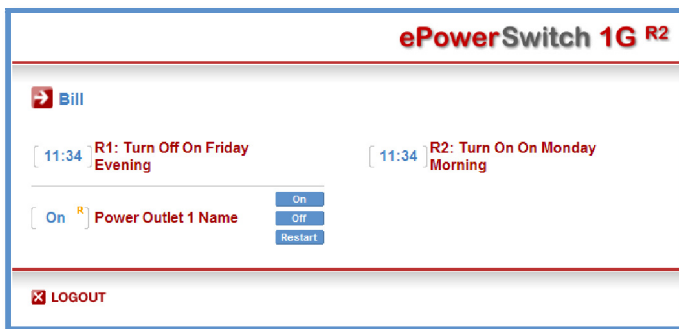 ePowerSwitch 1G R2
Bill
11:34 R1: Turn Off On Friday Evening
11:34 R2: Turn On On Monday Morning
On R Power Outlet 1 Name
On
Off
Restart
LOGOUT